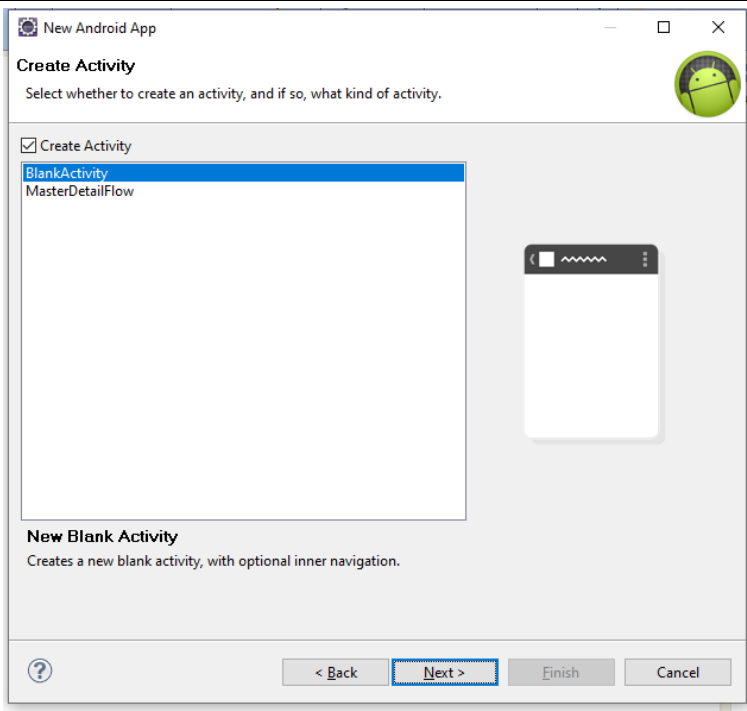 New Android App
Create Activity
Select whether to create an activity, and if so, what kind of activity.
Create Activity
BlankActivity
MasterDetailFlow
New Blank Activity
Creates a new blank activity, with optional inner navigation.
?
< Back
Next >
Finish
Cancel